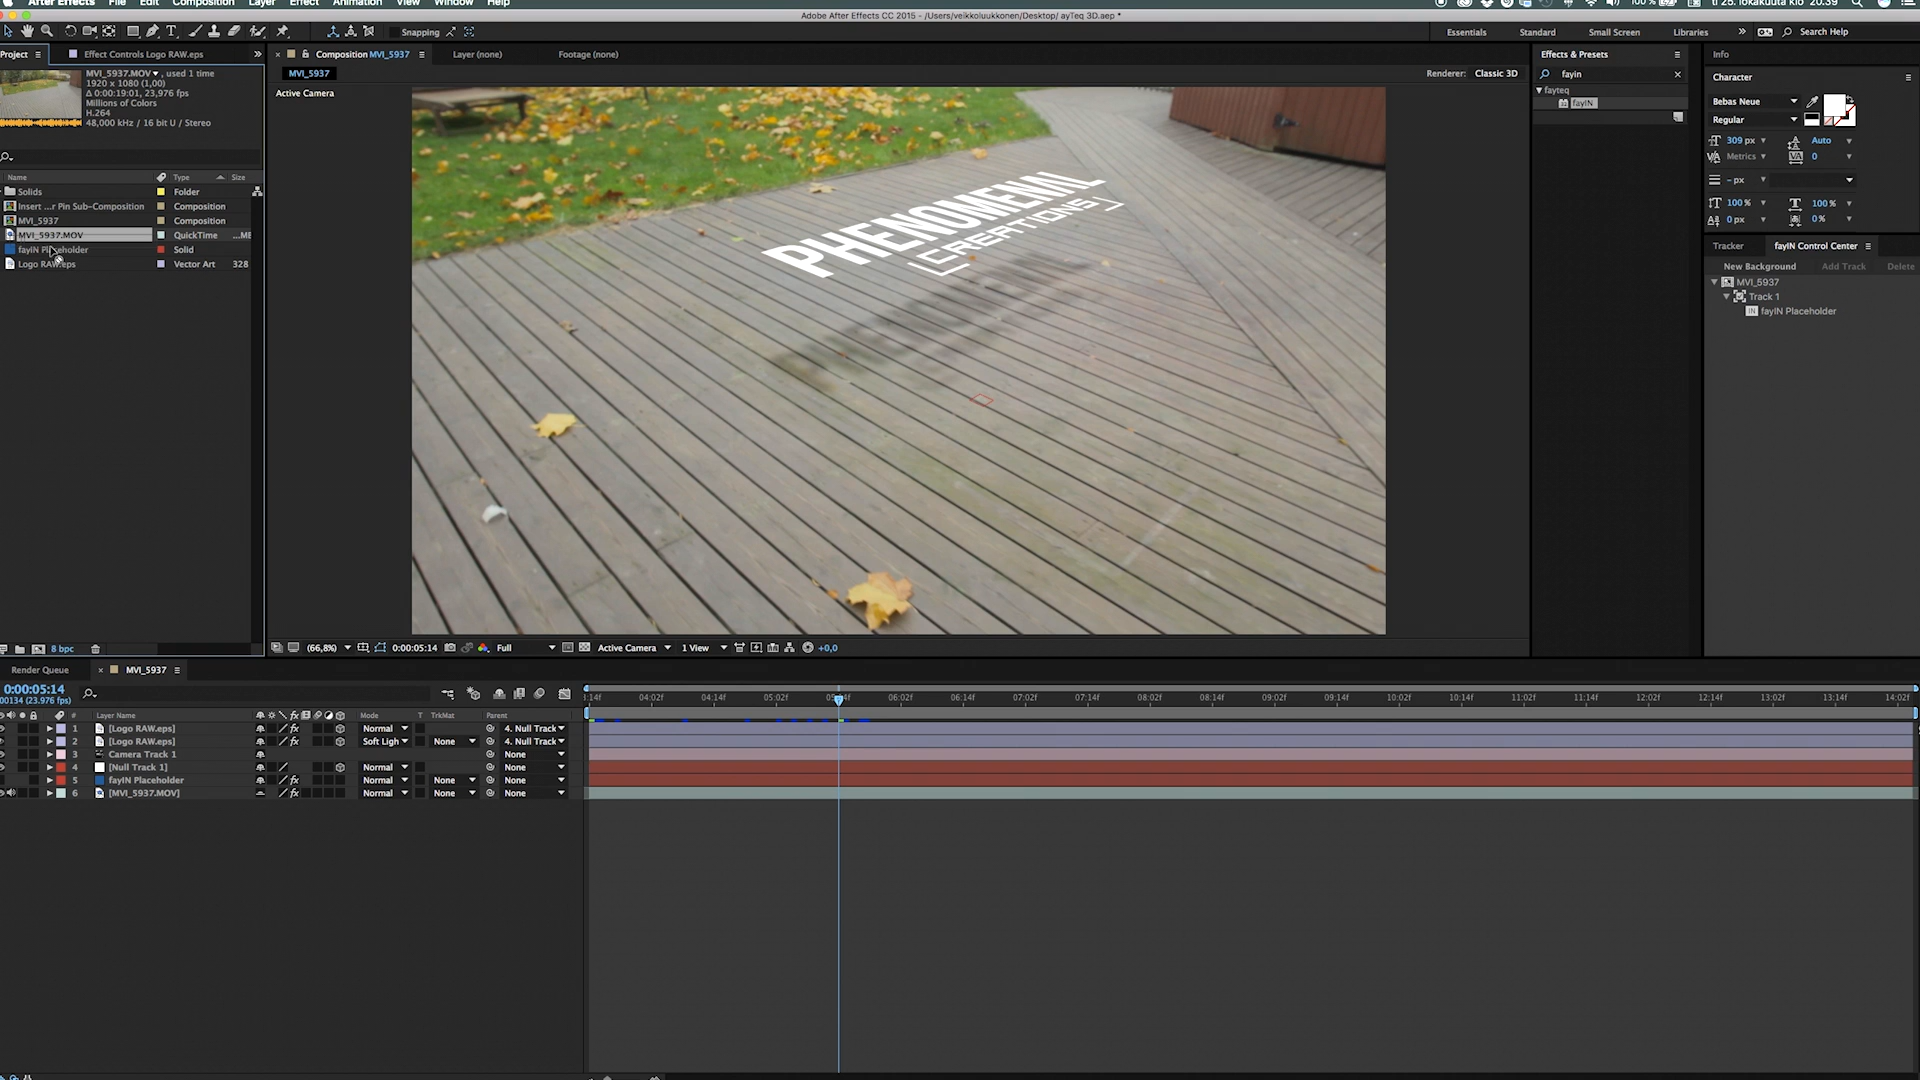 After Effects File Edit Composition Layer Effect Animation View Window Help
ti 25. lokakuuta klo 20.39
Adobe After Effects CC 2015 - /Users/veikkoluukkonen/Desktop/ ayTeq 3D.aep *
Snapping
Essentials Standard Small Screen Libraries Search Help
Project Effect Controls Logo RAW.eps
Composition MVI_5937 Layer (none) Footage (none)
Effects & Presets Info
MVI_5937.MOV , used 1 time
1920 x 1080 (1,00)
Δ 0:00:19:01, 23,976 fps
Millions of Colors
H.264
48,000 kHz / 16 bit U / Stereo
MVI_5937
Renderer: Classic 3D
Active Camera
fayin
fayteq
fayIN
Character
Bebas Neue
Regular
309 px Auto
Metrics 0
- px
100 % 100 %
0 px 0 %
Name Type Size
Solids Folder
Insert ...r Pin Sub-Composition Composition
MVI_5937 Composition
MVI_5937.MOV QuickTime ...ME
fayIN Placeholder Solid
Logo RAW.eps Vector Art 328
PHENOMENAL
CREATIONS
Tracker fayIN Control Center
New Background Add Track Delete
MVI_5937
Track 1
fayIN Placeholder
8 bpc
(66,8%) 0:00:05:14 Full Active Camera 1 View +0,0
Render Queue MVI_5937
0:00:05:14
00134 (23.976 fps)
:14f 04:02f 04:14f 05:02f 06:02f 06:14f 07:02f 07:14f 08:02f 08:14f 09:02f 09:14f 10:02f 10:14f 11:02f 11:14f 12:02f 12:14f 13:02f 13:14f 14:02f
# Layer Name Mode T TrkMat Parent
1 [Logo RAW.eps] Normal 4. Null Track
2 [Logo RAW.eps] Soft Ligh None 4. Null Track
3 Camera Track 1 None
4 [Null Track 1] Normal None
5 fayIN Placeholder Normal None None
6 [MVI_5937.MOV] Normal None None